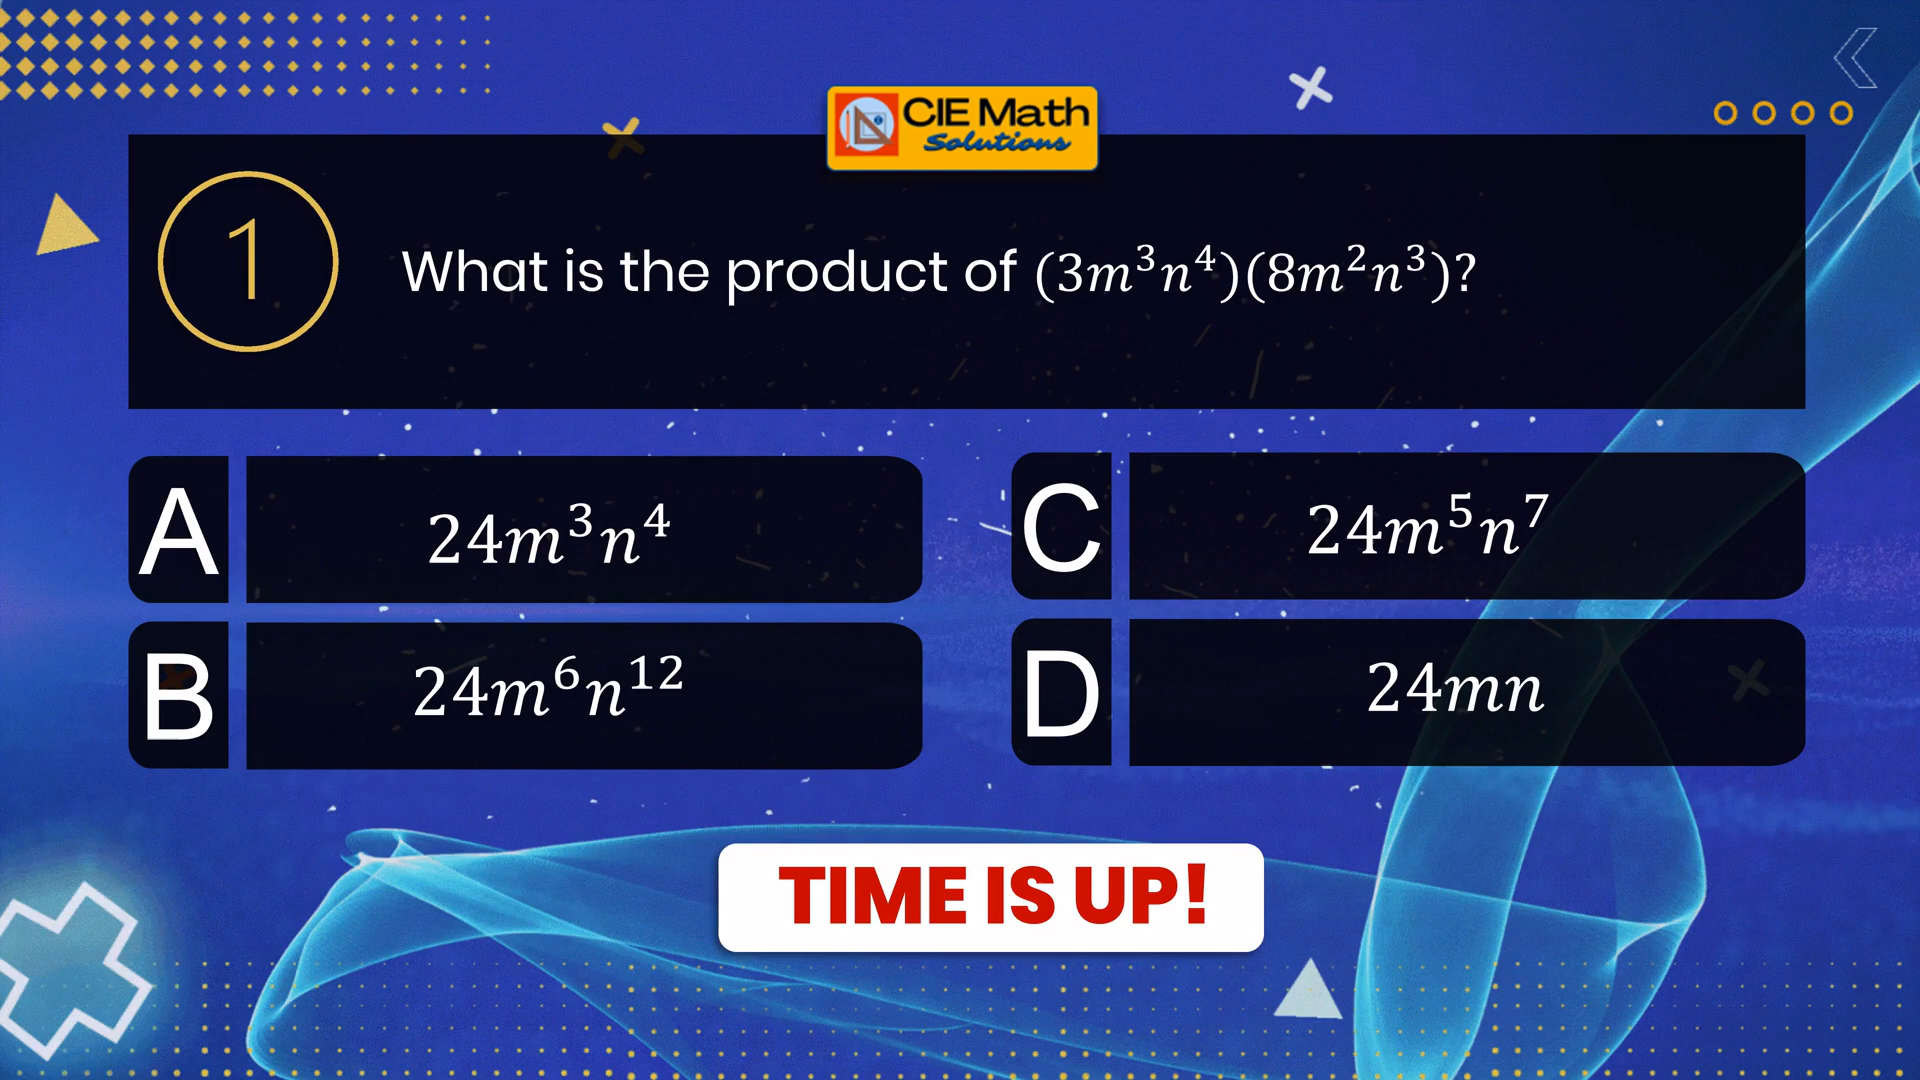 CIE Math
Solutions
1
What is the product of (3m³n⁴)(8m²n³)?
A
24m³n⁴
B
24m⁶n¹²
C
24m⁵n⁷
D
24mn
TIME IS UP!